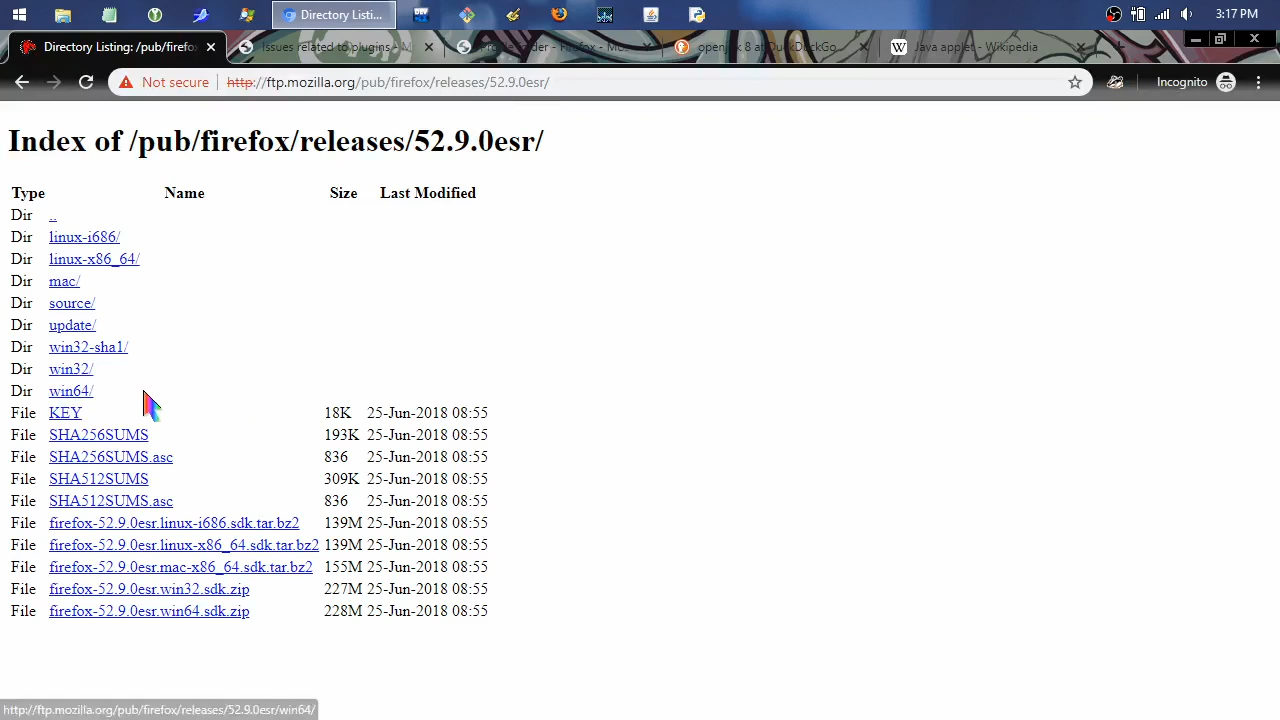 Directory Listi...
3:17 PM
Directory Listing: /pub/firefo
Issues related to plugins - M
Profile folder - Firefox - Mo
openjdk 8 at DuckDuckGo
Java applet - Wikipedia
Not secure http://ftp.mozilla.org/pub/firefox/releases/52.9.0esr/
Incognito
Index of /pub/firefox/releases/52.9.0esr/
Type Name Size Last Modified
Dir ..
Dir linux-i686/
Dir linux-x86_64/
Dir mac/
Dir source/
Dir update/
Dir win32-sha1/
Dir win32/
Dir win64/
File KEY 18K 25-Jun-2018 08:55
File SHA256SUMS 193K 25-Jun-2018 08:55
File SHA256SUMS.asc 836 25-Jun-2018 08:55
File SHA512SUMS 309K 25-Jun-2018 08:55
File SHA512SUMS.asc 836 25-Jun-2018 08:55
File firefox-52.9.0esr.linux-i686.sdk.tar.bz2 139M 25-Jun-2018 08:55
File firefox-52.9.0esr.linux-x86_64.sdk.tar.bz2 139M 25-Jun-2018 08:55
File firefox-52.9.0esr.mac-x86_64.sdk.tar.bz2 155M 25-Jun-2018 08:55
File firefox-52.9.0esr.win32.sdk.zip 227M 25-Jun-2018 08:55
File firefox-52.9.0esr.win64.sdk.zip 228M 25-Jun-2018 08:55
http://ftp.mozilla.org/pub/firefox/releases/52.9.0esr/win64/